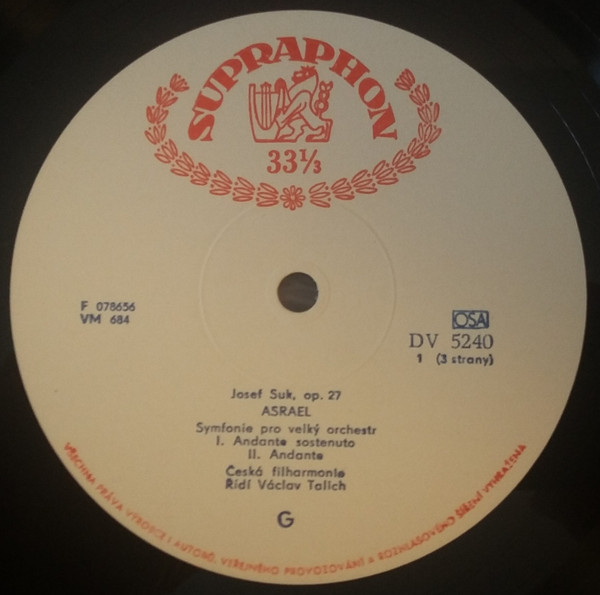 SUPRAPHON
33⅓
F 078656
VM 684
OSA
DV 5240
1 (3 strany)
Josef Suk, op. 27
ASRAEL
Symfonie pro velký orchestr
I. Andante sostenuto
II. Andante
Česká filharmonie
Řídí Václav Talich
G
VŠECHNA PRÁVA VÝROBCE I AUTORŮ, VEŘEJNÉHO PROVOZOVÁNÍ A ROZHLASOVÉHO ŠÍŘENÍ VYHRAZENA